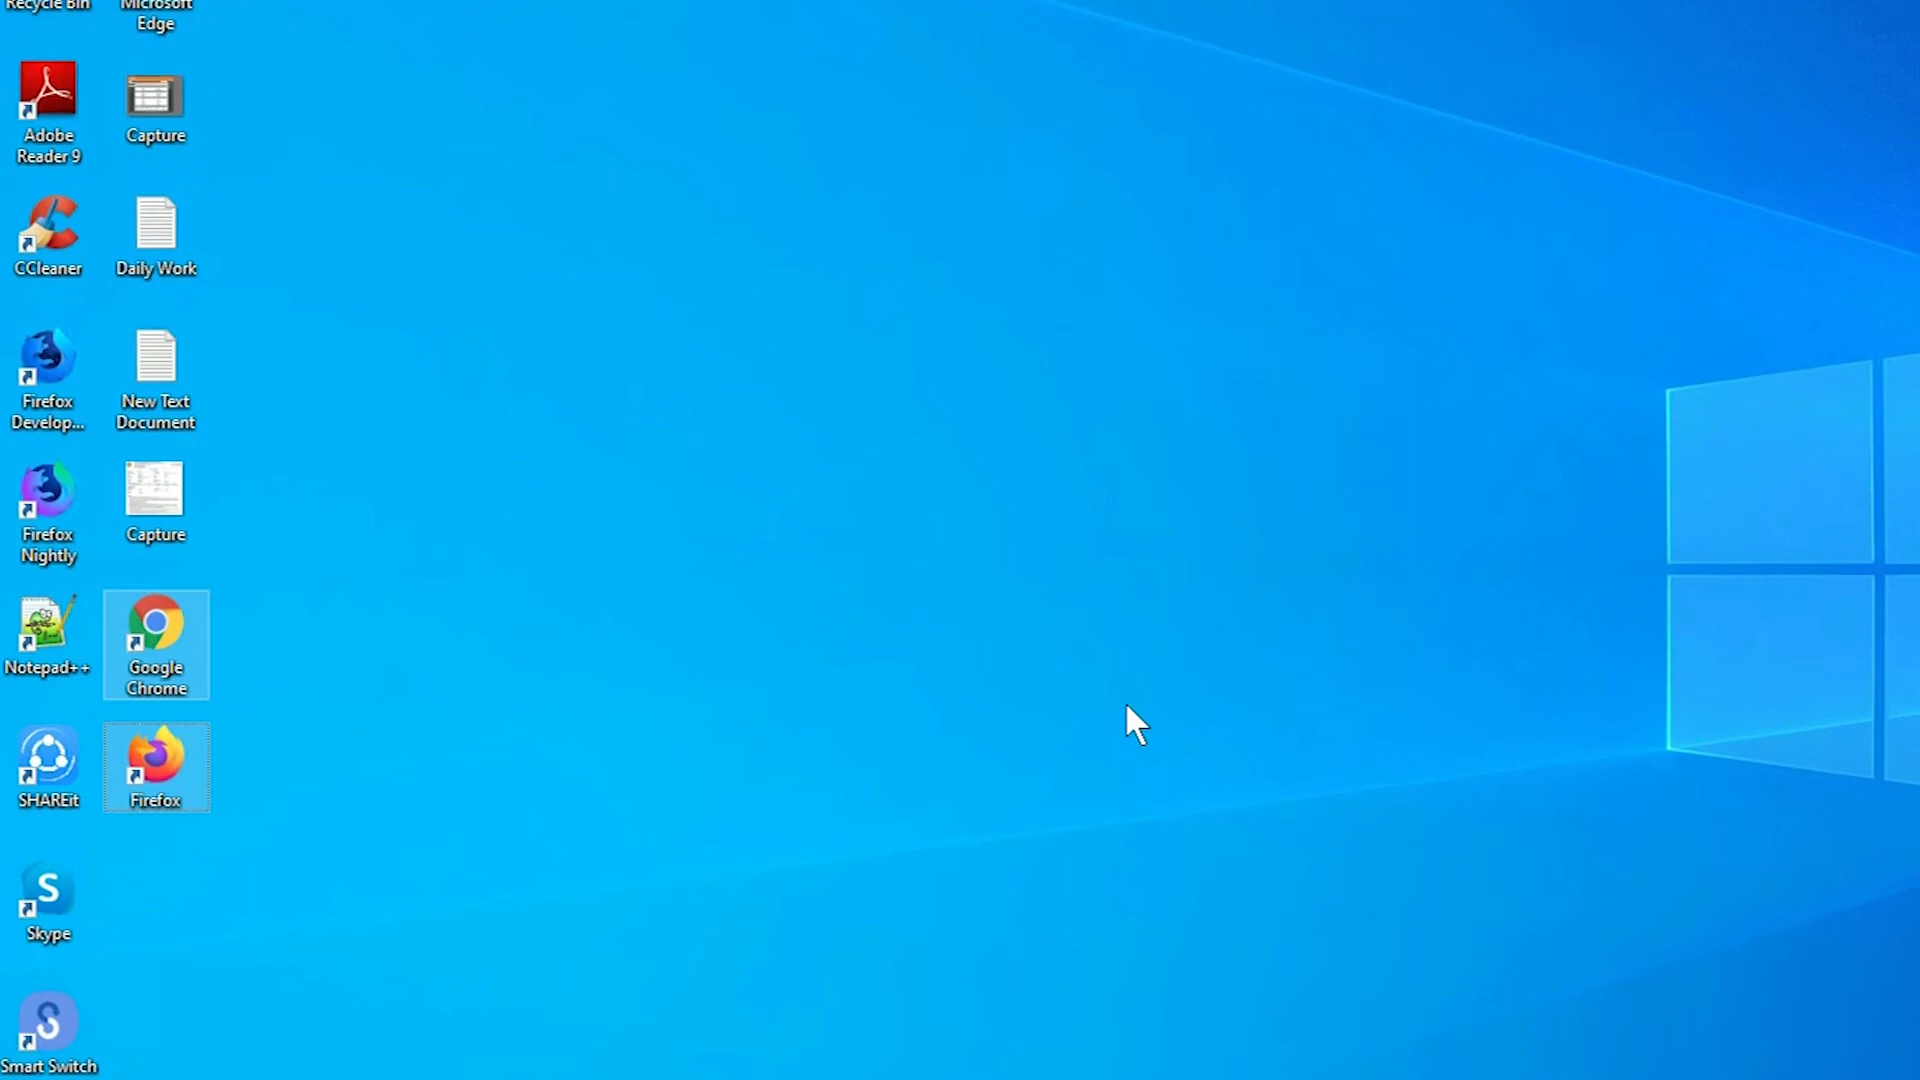 Recycle Bin
Microsoft
Edge
Adobe
Reader 9
Capture
CCleaner
Daily Work
Firefox
Develop...
New Text
Document
Firefox
Nightly
Capture
Notepad++
Google
Chrome
SHAREit
Firefox
S
Skype
Smart Switch